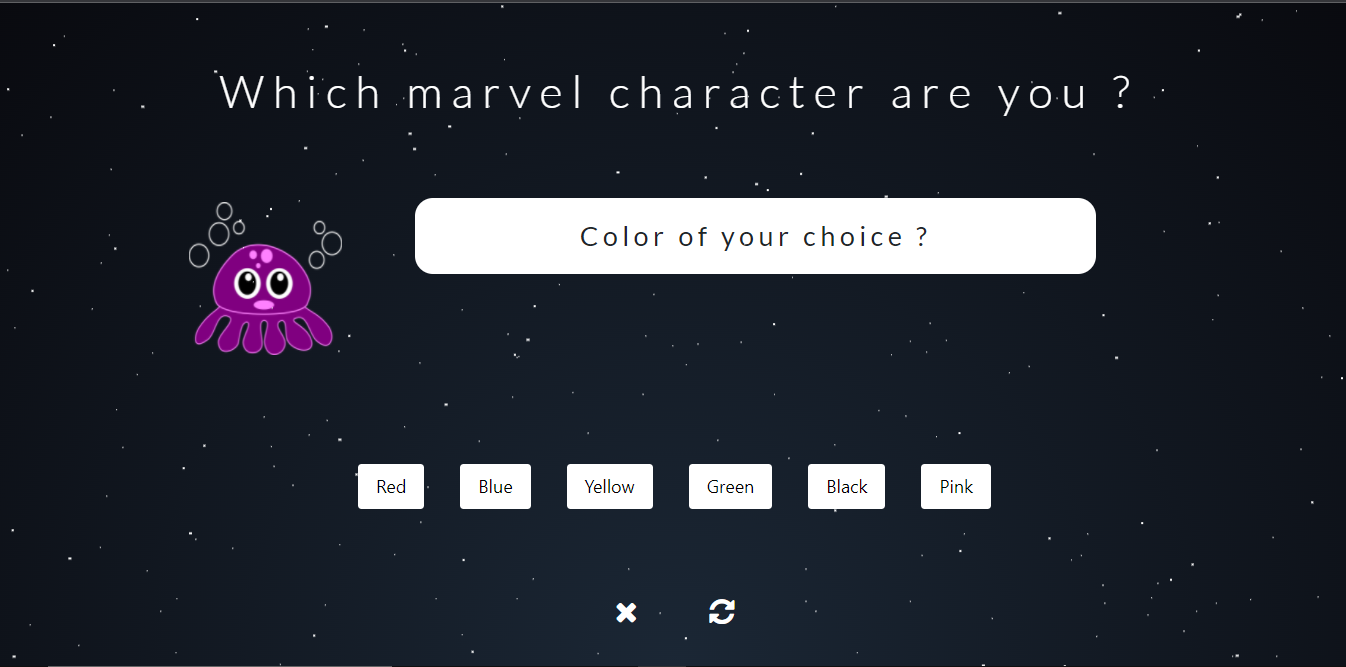 Which marvel character are you ?
Color of your choice ?
Red Blue Yellow Green Black Pink